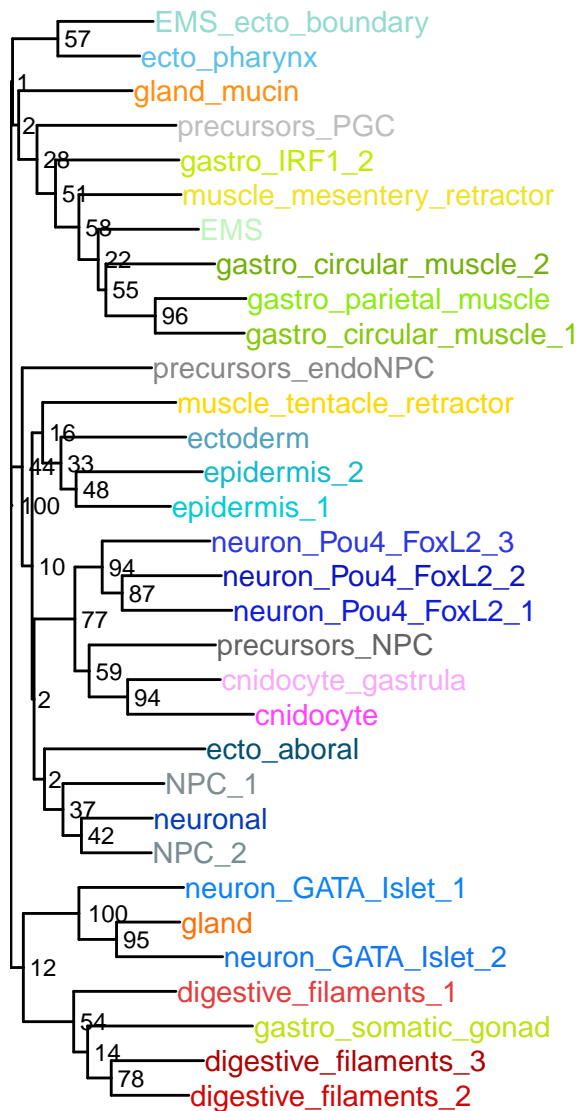 EMS_ecto_boundary
57
ecto_pharynx
1
gland_mucin
2
precursors_PGC
28
gastro_IRF1_2
51
muscle_mesentery_retractor
58
EMS
22
gastro_circular_muscle_2
55
gastro_parietal_muscle
96
gastro_circular_muscle_1
precursors_endoNPC
muscle_tentacle_retractor
16
ectoderm
44
33
epidermis_2
48
100
epidermis_1
neuron_Pou4_FoxL2_3
10
94
neuron_Pou4_FoxL2_2
87
neuron_Pou4_FoxL2_1
77
precursors_NPC
59
cnidocyte_gastrula
94
2
cnidocyte
ecto_aboral
2
NPC_1
37
neuronal
42
NPC_2
neuron_GATA_Islet_1
100
gland
95
neuron_GATA_Islet_2
12
digestive_filaments_1
54
gastro_somatic_gonad
14
digestive_filaments_3
78
digestive_filaments_2